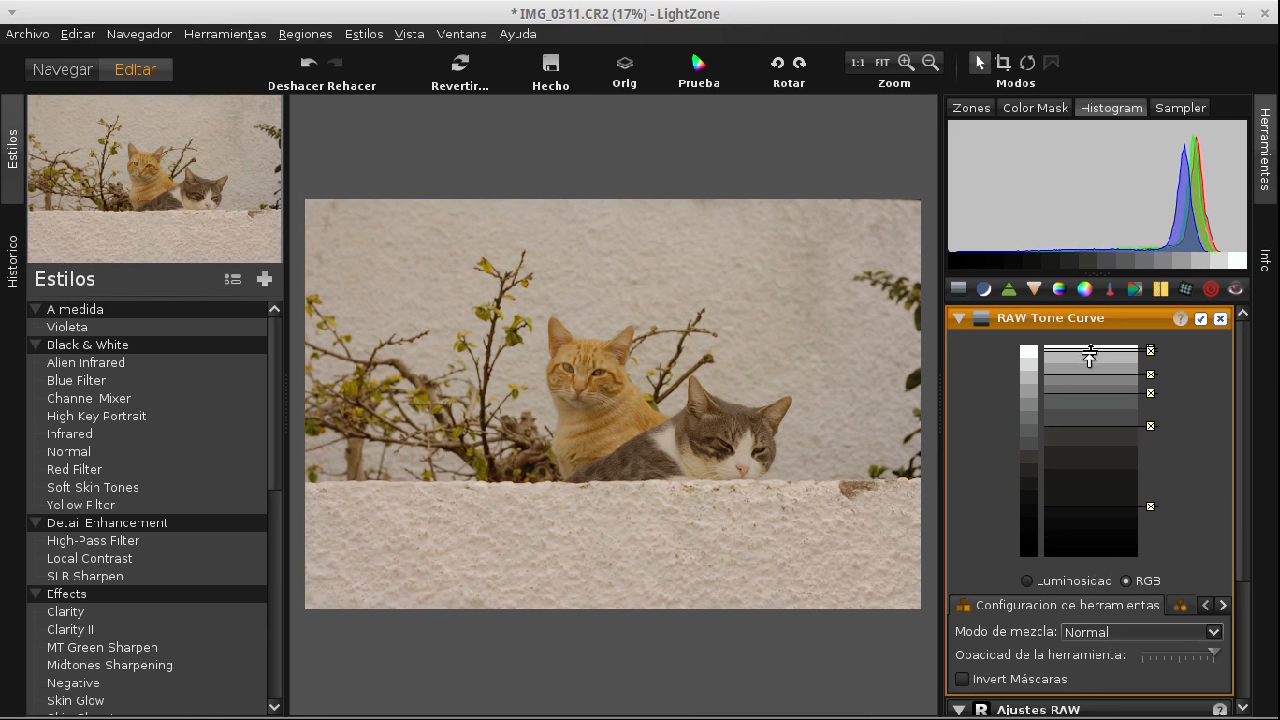 * IMG_0311.CR2 (17%) - LightZone
Archivo Editar Navegador Herramientas Regiones Estilos Vista Ventana Ayuda
Navegar Editar
Deshacer Rehacer Revertir... Hecho Orig Prueba Rotar
1:1 FIT
Zoom Modos
Estilos
Historico
Zones Color Mask Histogram Sampler
Herramientas
Info
Estilos
A medida
Violeta
Black & White
Alien Infrared
Blue Filter
Channel Mixer
High Key Portrait
Infrared
Normal
Red Filter
Soft Skin Tones
Yellow Filter
Detail Enhancement
High-Pass Filter
Local Contrast
SLR Sharpen
Effects
Clarity
Clarity II
MT Green Sharpen
Midtones Sharpening
Negative
Skin Glow
RAW Tone Curve
?
Luminosidad RGB
Configuracion de herramientas
Modo de mezcla: Normal
Opacidad de la herramienta:
Invert Máscaras
R Ajustes RAW ?